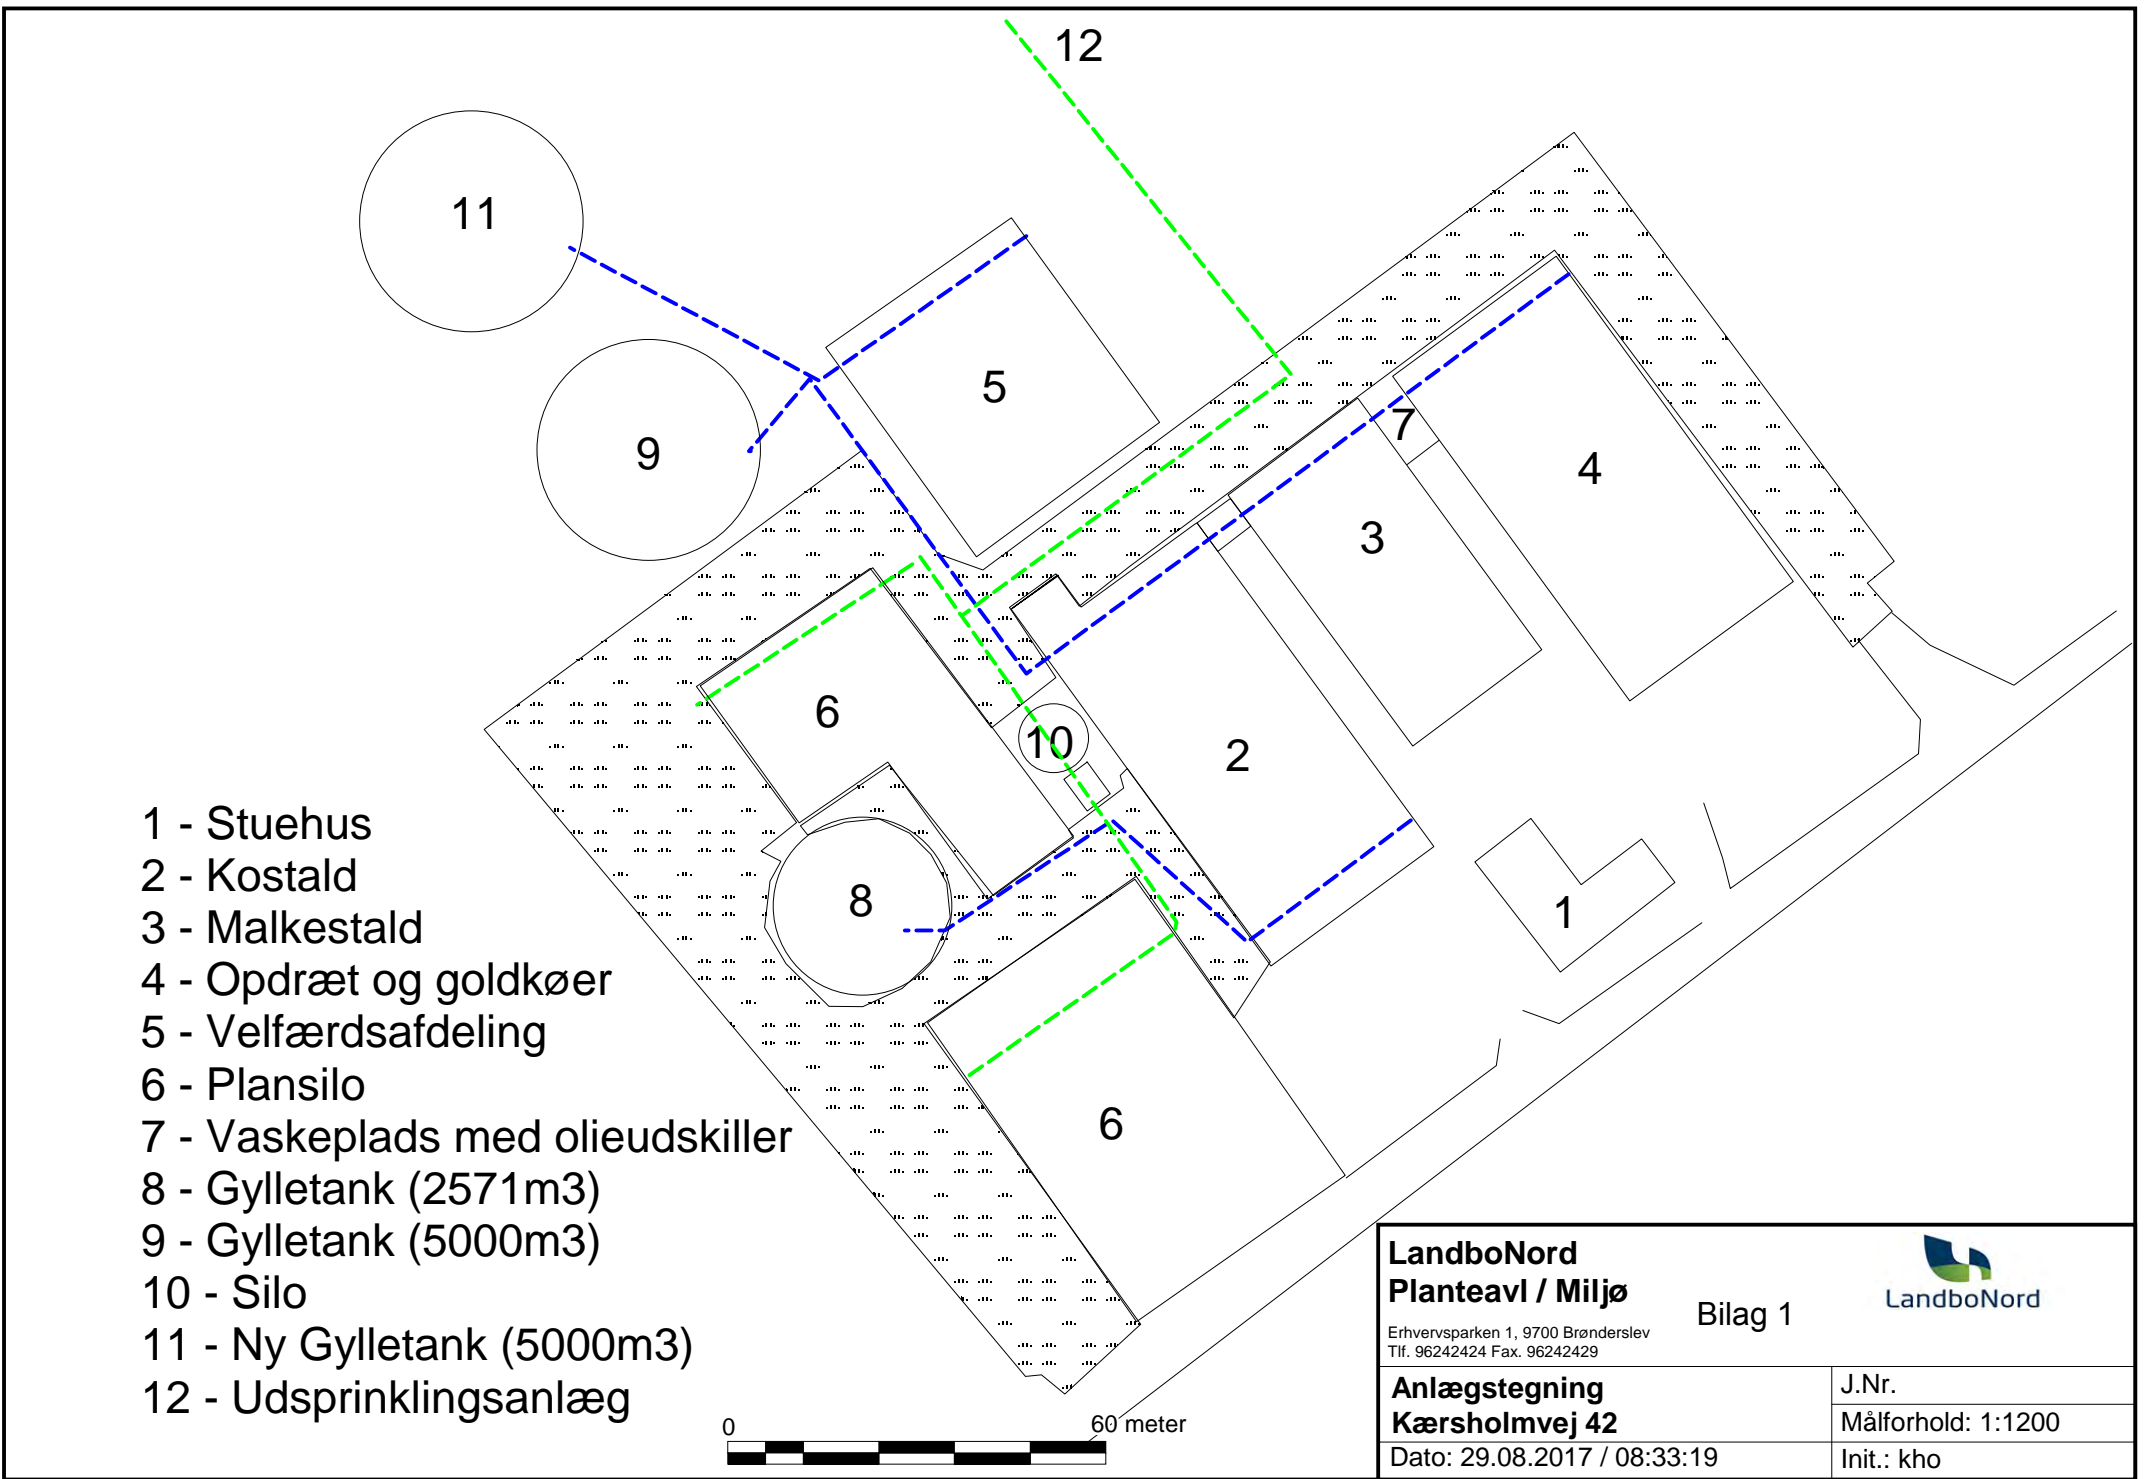 12
11
5
9
7
4
3
6
10
2
8
1
6
1 - Stuehus
2 - Kostald
3 - Malkestald
4 - Opdræt og goldkøer
5 - Velfærdsafdeling
6 - Plansilo
7 - Vaskeplads med olieudskiller
8 - Gylletank (2571m3)
9 - Gylletank (5000m3)
10 - Silo
11 - Ny Gylletank (5000m3)
12 - Udsprinklingsanlæg
0 60 meter
LandboNord
Planteavl / Miljø
Bilag 1
LandboNord
Erhvervsparken 1, 9700 Brønderslev
Tlf. 96242424 Fax. 96242429
Anlægstegning
Kærsholmvej 42
Dato: 29.08.2017 / 08:33:19
J.Nr.
Målforhold: 1:1200
Init.: kho